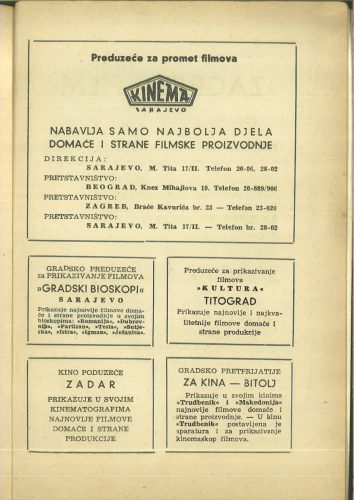 Preduzeće za promet filmova
KINEMA
SARAJEVO
NABAVLJA SAMO NAJBOLJA DJELA
DOMAĆE I STRANE FILMSKE PROIZVODNJE
DIREKCIJA:
SARAJEVO, M. Tita 17/II. Telefon 20-06, 28-02
PRETSTAVNIŠTVO:
BEOGRAD, Knez Mihajlova 19. Telefon 20-889/906
PRETSTAVNIŠTVO:
ZAGREB, Braće Kavurića br. 23 — Telefon 23-626
PRETSTAVNIŠTVO:
SARAJEVO, M. Tita 17/II. — Telefon br. 28-02
GRADSKO PREDUZEĆE
za PRIKAZIVANJE FILMOVA
»GRADSKI BIOSKOPI«
SARAJEVO
Prikazuje najnovije filmove doma-
će i strane proizvodnje u svojim
bioskopima: »Romanija«, »Dubrov-
nik«, »Partizan«, »Tesla«, »Sutjes-
ka«, »Istra«, »Igman«, »Jošanica«.
Preduzeće za prikazivanje
filmova
»KULTURA«
TITOGRAD
Prikazuje najnovije i najkva-
litetnije filmove domaće i
strane produkcije
KINO PODUZEĆE
ZADAR
PRIKAZUJE U SVOJIM
KINEMATOGRAFIMA
NAJNOVIJE FILMOVE
DOMAĆE I STRANE
PRODUKCIJE
GRADSKO PRETPRIJATIJE
ZA KINA — BITOLJ
Prikazuje u svojim kinima
»Trudbenik« i »Makedonija«
najnovije filmove domaće i
strane proizvodnje. — U kinu
»Trudbenik« postavljena je
aparatura i za prikazivanje
kinemaskop filmova.